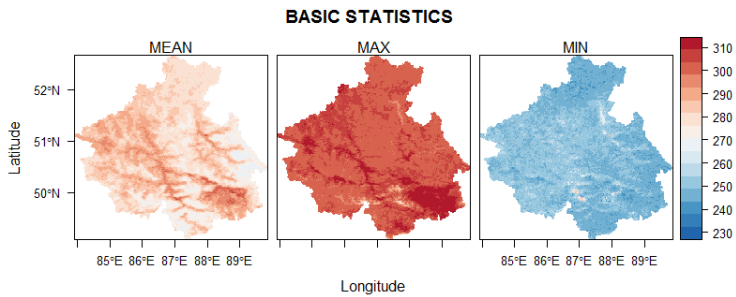 BASIC STATISTICS
MEAN
MAX
MIN
Latitude
52°N
51°N
50°N
310
300
290
280
270
260
250
240
230
85°E 86°E 87°E 88°E 89°E
85°E 86°E 87°E 88°E 89°E
Longitude